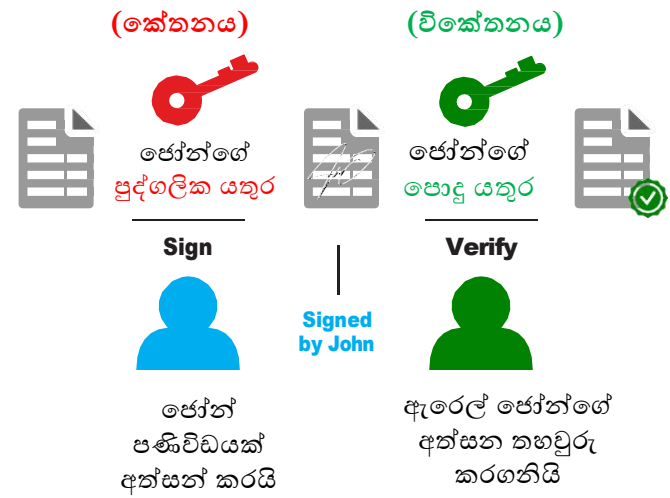 (කේතනය)
ජෝන්ගේ
පුද්ගලික යතුර
Sign
ජෝන්
පණිවිඩයක්
අත්සන් කරයි
Signed
by John
(විකේතනය)
ජෝන්ගේ
පොදු යතුර
Verify
ඇරෙල් ජෝන්ගේ
අත්සන තහවුරු
කරගනියි